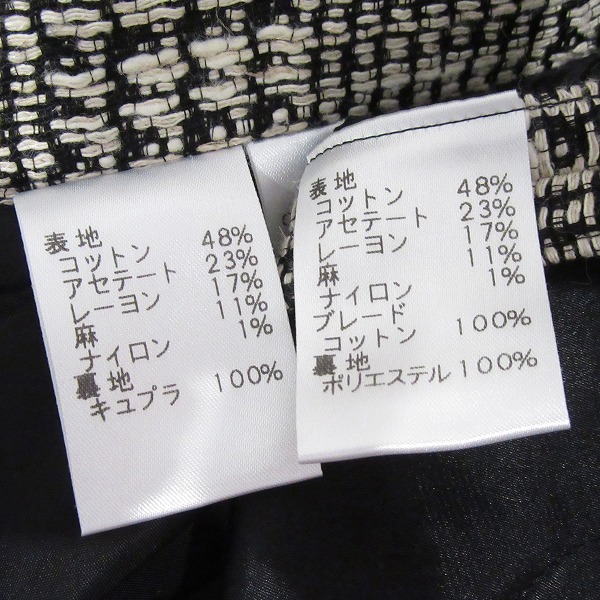 表地
コットン 48%
アセテート 23%
レーヨン 17%
麻 11%
ナイロン 1%
裏地
キュプラ 100%
表地
コットン 48%
アセテート 23%
レーヨン 17%
麻 11%
ナイロン 1%
ブレード
コットン 100%
裏地
ポリエステル 100%